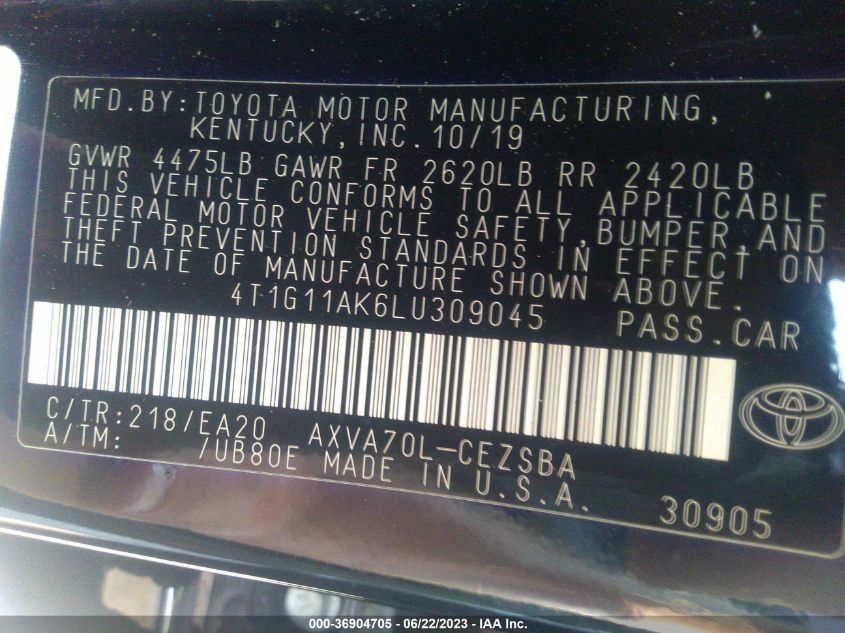 MFD.BY:TOYOTA MOTOR MANUFACTURING,
KENTUCKY,INC.10/19
GVWR 4475LB GAWR FR 2620LB RR 2420LB
THIS VEHICLE CONFORMS TO ALL APPLICABLE
FEDERAL MOTOR VEHICLE SAFETY,BUMPER,AND
THEFT PREVENTION STANDARDS IN EFFECT ON
THE DATE OF MANUFACTURE SHOWN ABOVE.
4T1G11AK6LU309045 PASS.CAR
C/TR:218/EA20 AXVA70L-CEZSBA
A/TM: /UB80E MADE IN U.S.A.
30905
000-36904705 - 06/22/2023 - IAA Inc.